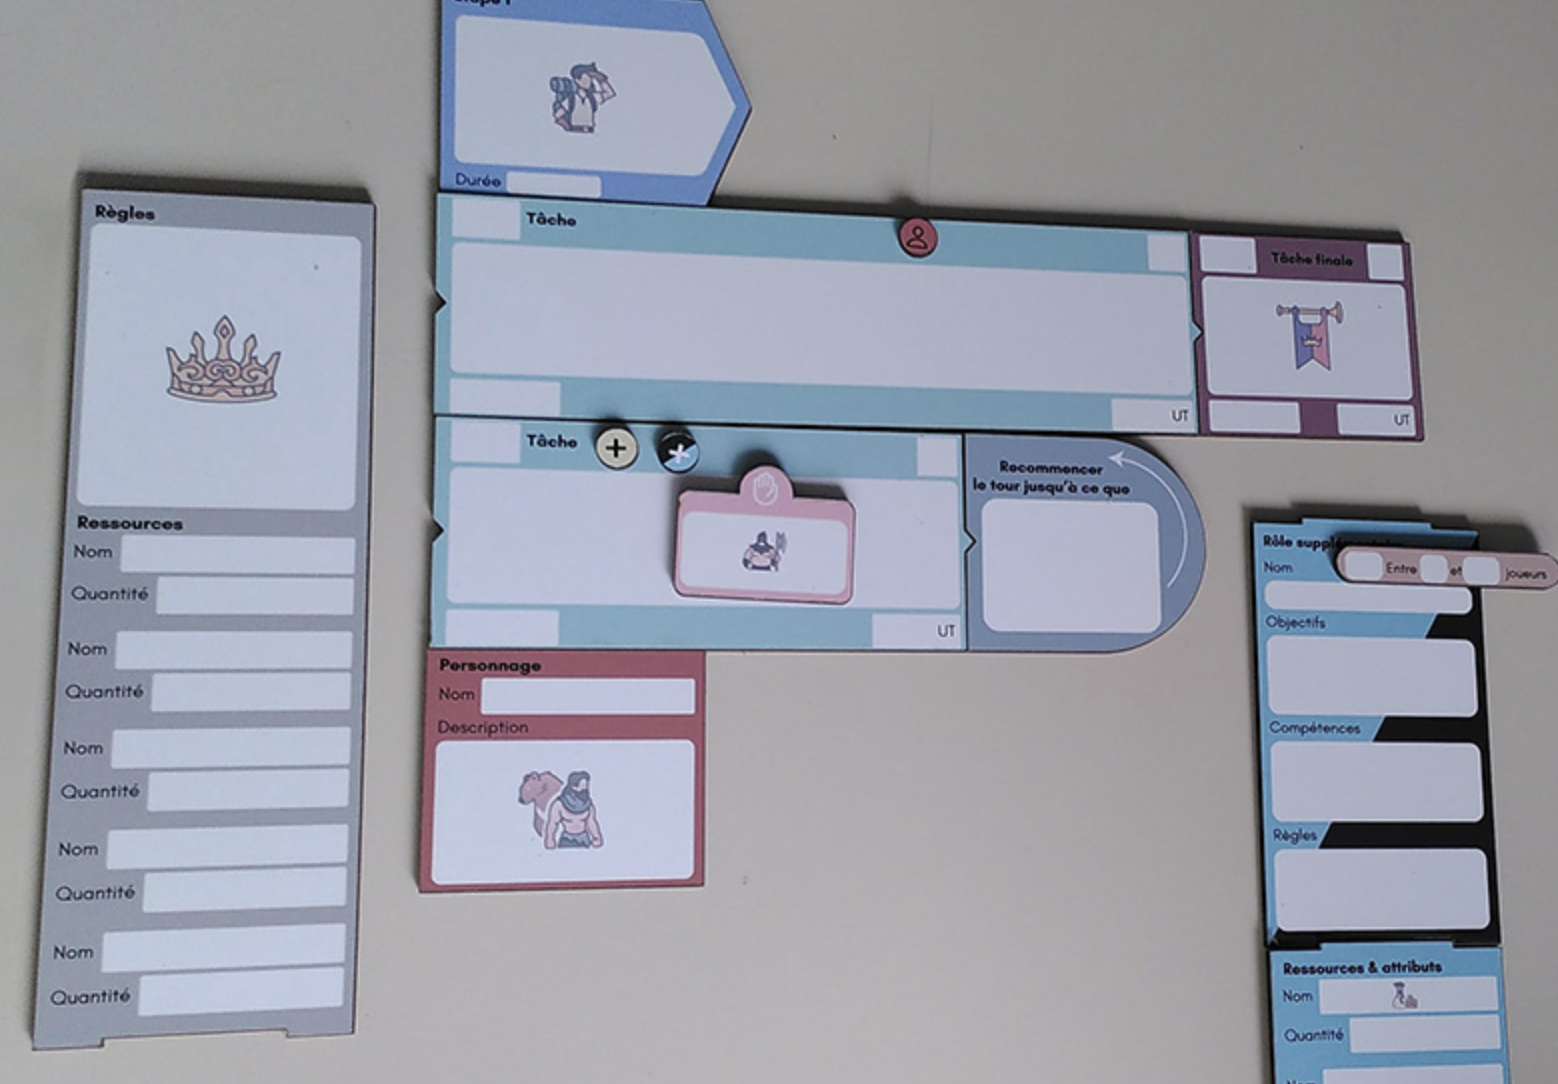 Durée
Règles
Ressources
Nom
Quantité
Nom
Quantité
Nom
Quantité
Nom
Quantité
Nom
Quantité
Tâche
UT
Tâche finale
UT
Tâche
UT
Recommencer
le tour jusqu'à ce que
Personnage
Nom
Description
Rôle
Entre et joueurs
Nom
Objectifs
Compétences
Règles
Ressources & attributs
Nom
Quantité